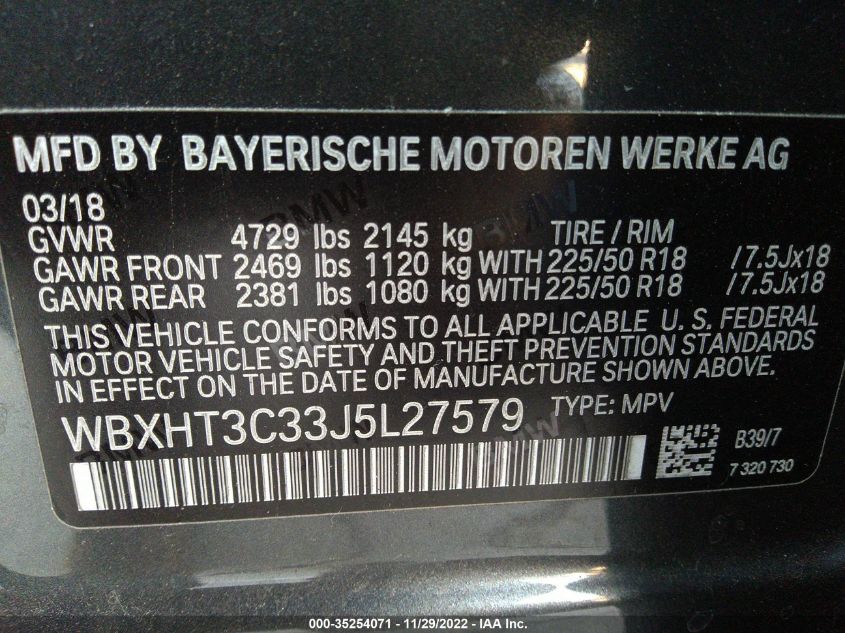 MFD BY BAYERISCHE MOTOREN WERKE AG
03/18
GVWR 4729 lbs 2145 kg TIRE / RIM
GAWR FRONT 2469 lbs 1120 kg WITH 225/50 R18 /7.5Jx18
GAWR REAR 2381 lbs 1080 kg WITH 225/50 R18 /7.5Jx18
THIS VEHICLE CONFORMS TO ALL APPLICABLE U. S. FEDERAL
MOTOR VEHICLE SAFETY AND THEFT PREVENTION STANDARDS
IN EFFECT ON THE DATE OF MANUFACTURE SHOWN ABOVE.
WBXHT3C33J5L27579 TYPE: MPV
B39/7
7 320 730
000-35254071 - 11/29/2022 - IAA Inc.